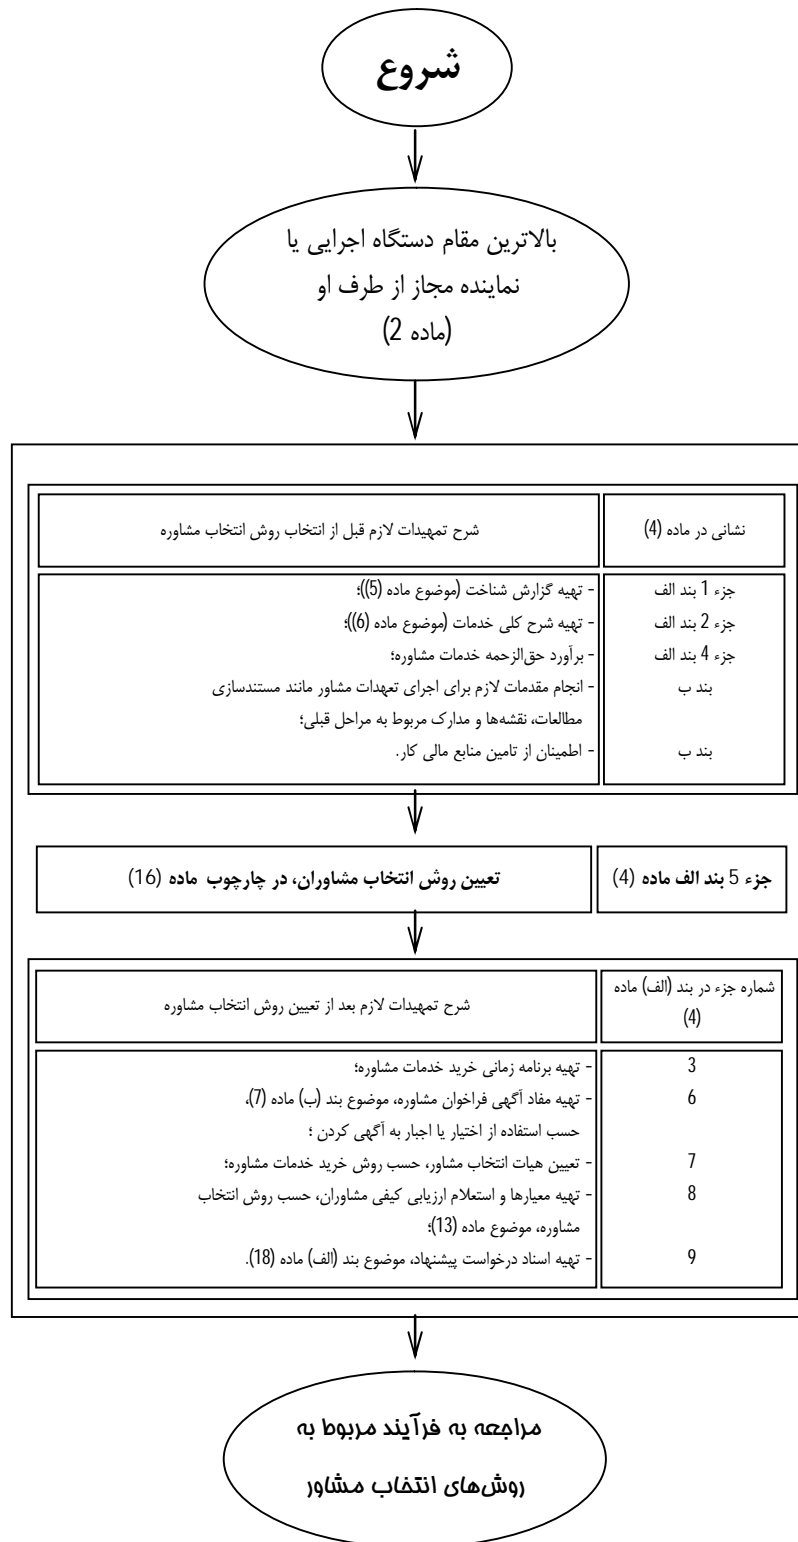 شروع
بالاترین مقام دستگاه اجرایی یا
نماینده مجاز از طرف او
(ماده 2)
نشانی در ماده (4)
شرح تمهیدات لازم قبل از انتخاب روش انتخاب مشاوره
جزء 1 بند الف
- تهیه گزارش شناخت (موضوع ماده (5))؛
جزء 2 بند الف
- تهیه شرح کلی خدمات (موضوع ماده (6))؛
جزء 4 بند الف
- برآورد حق‌الزحمه خدمات مشاوره؛
بند ب
- انجام مقدمات لازم برای اجرای تعهدات مشاور مانند مستندسازی
مطالعات، نقشه‌ها و مدارک مربوط به مراحل قبلی؛
بند ب
- اطمینان از تامین منابع مالی کار.
جزء 5 بند الف ماده (4)
تعیین روش انتخاب مشاوران، در چارچوب ماده (16)
شماره جزء در بند (الف) ماده
(4)
شرح تمهیدات لازم بعد از تعیین روش انتخاب مشاوره
3
- تهیه برنامه زمانی خرید خدمات مشاوره؛
6
- تهیه مفاد آگهی فراخوان مشاوره، موضوع بند (ب) ماده (7)،
حسب استفاده از اختیار یا اجبار به آگهی کردن ؛
7
- تعیین هیات انتخاب مشاور، حسب روش خرید خدمات مشاوره؛
8
- تهیه معیارها و استعلام ارزیابی کیفی مشاوران، حسب روش انتخاب
مشاوره، موضوع ماده (13)؛
9
- تهیه اسناد درخواست پیشنهاد، موضوع بند (الف) ماده (18).
مراجعه به فرآیند مربوط به
روش‌های انتخاب مشاور